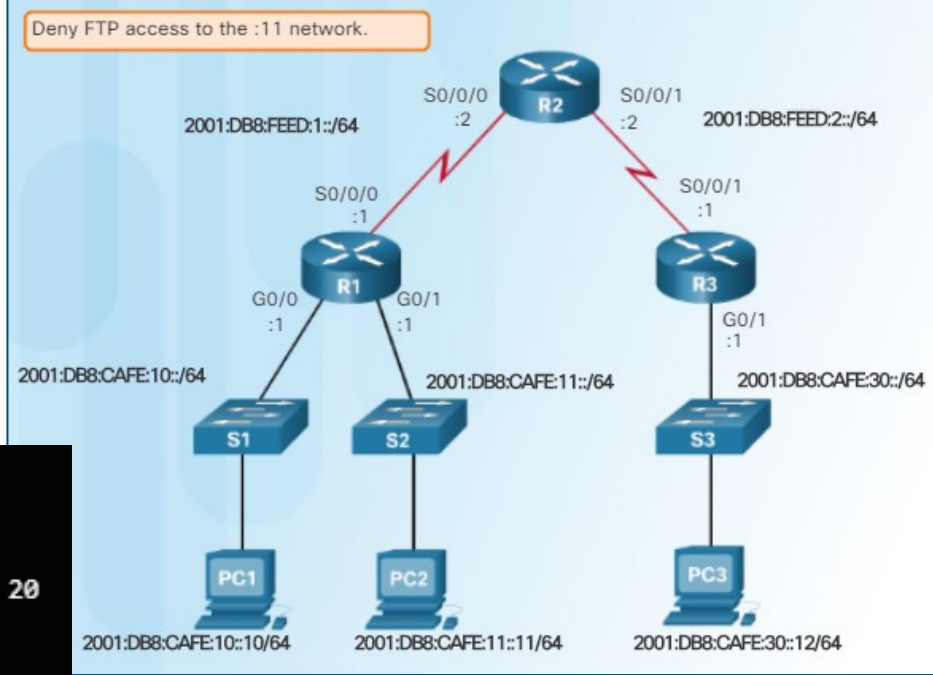 Deny FTP access to the :11 network.
R2
S0/0/0
:2
S0/0/1
:2
2001:DB8:FEED:1::/64
2001:DB8:FEED:2::/64
S0/0/0
:1
S0/0/1
:1
R1
R3
G0/0
:1
G0/1
:1
G0/1
:1
2001:DB8:CAFE:10::/64
2001:DB8:CAFE:11::/64
2001:DB8:CAFE:30::/64
S1
S2
S3
20
PC1
PC2
PC3
2001:DB8:CAFE:10::10/64
2001:DB8:CAFE:11::11/64
2001:DB8:CAFE:30::12/64